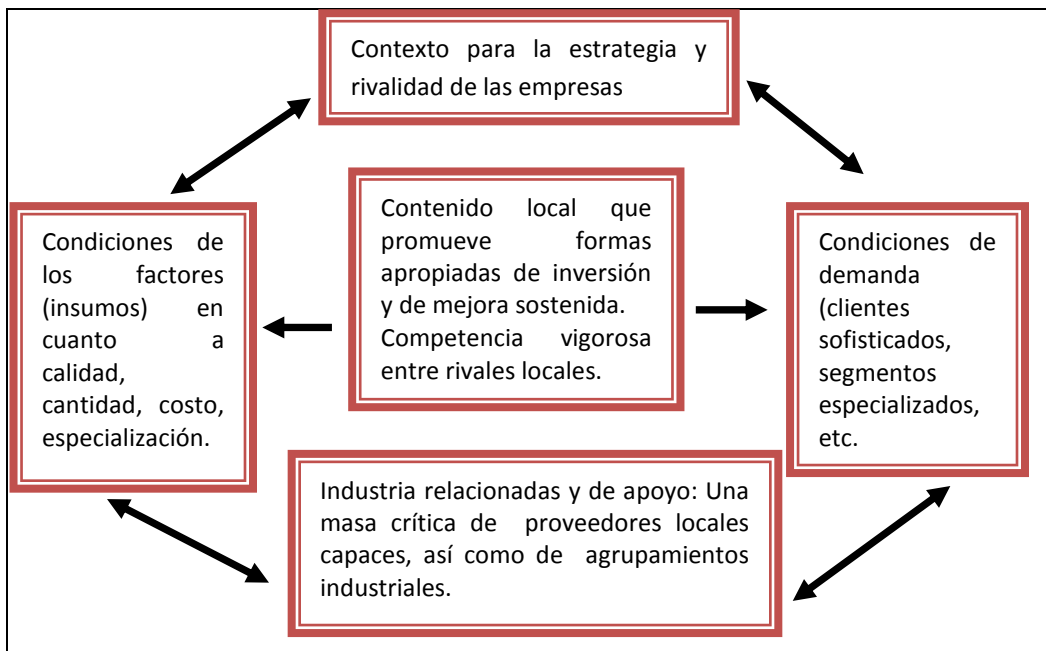 Contexto para la estrategia y
rivalidad de las empresas
Condiciones de
los factores
(insumos) en
cuanto a
calidad,
cantidad, costo,
especialización.
Contenido local que
promueve formas
apropiadas de inversión
y de mejora sostenida.
Competencia vigorosa
entre rivales locales.
Condiciones de
demanda
(clientes
sofisticados,
segmentos
especializados,
etc.
Industria relacionadas y de apoyo: Una
masa crítica de proveedores locales
capaces, así como de agrupamientos
industriales.